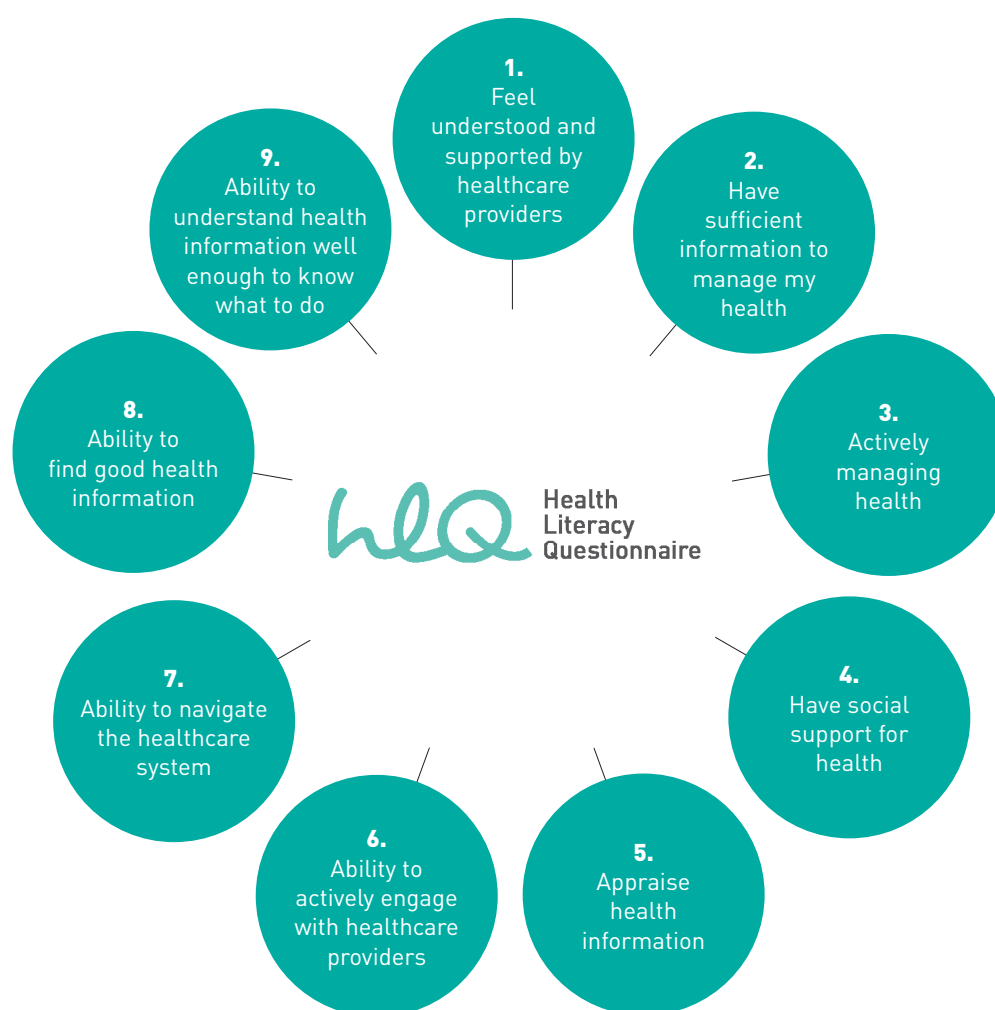 1.
Feel
understood and
supported by
healthcare
providers
2.
Have
sufficient
information to
manage my
health
3.
Actively
managing
health
4.
Have social
support for
health
5.
Appraise
health
information
6.
Ability to
actively engage
with healthcare
providers
7.
Ability to navigate
the healthcare
system
8.
Ability to
find good health
information
9.
Ability to
understand health
information well
enough to know
what to do
hlQ
Health
Literacy
Questionnaire